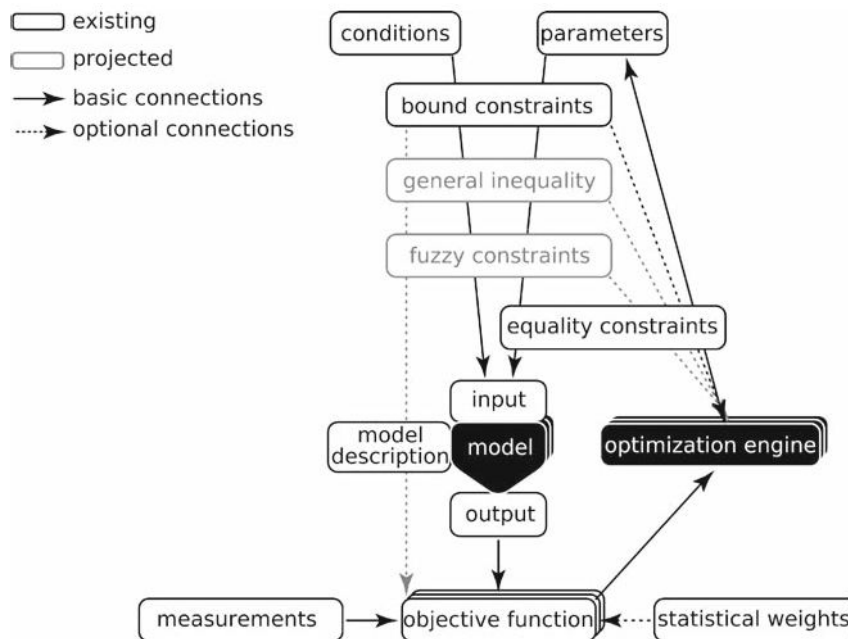 existing
projected
basic connections
optional connections
conditions
parameters
bound constraints
general inequality
fuzzy constraints
equality constraints
input
model
description
model
optimization engine
output
measurements
objective function
statistical weights